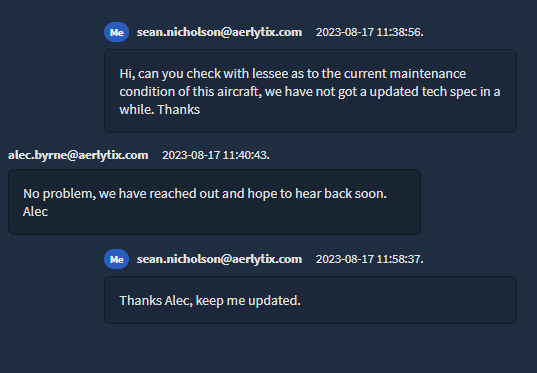 Me sean.nicholson@aerlytix.com 2023-08-17 11:38:56.
Hi, can you check with lessee as to the current maintenance
condition of this aircraft, we have not got a updated tech spec in a
while. Thanks
alec.byrne@aerlytix.com 2023-08-17 11:40:43.
No problem, we have reached out and hope to hear back soon.
Alec
Me sean.nicholson@aerlytix.com 2023-08-17 11:58:37.
Thanks Alec, keep me updated.